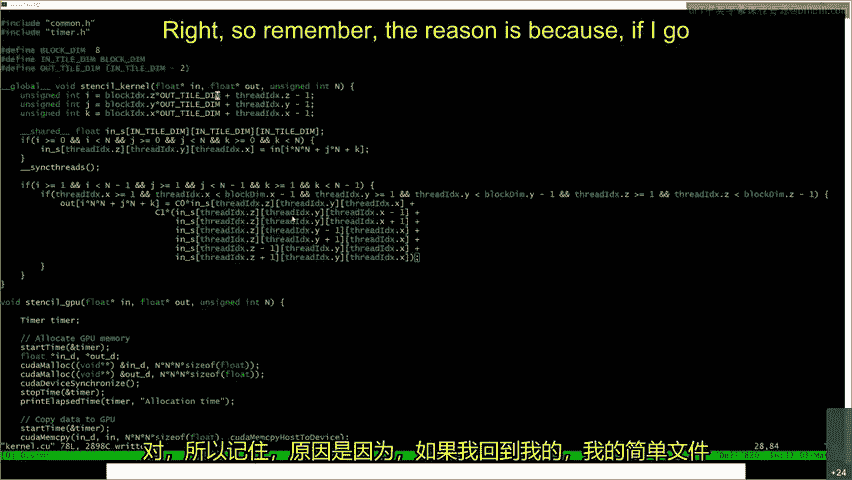 Right, so remember, the reason is because, if I go
#include "common.h"
#include "timer.h"
#define BLOCK_DIM 8
#define IN_TILE_DIM BLOCK_DIM
#define OUT_TILE_DIM (IN_TILE_DIM - 2)
__global__ void stencil_kernel(float* in, float* out, unsigned int N) {
unsigned int i = blockIdx.z*OUT_TILE_DIM + threadIdx.z - 1;
unsigned int j = blockIdx.y*OUT_TILE_DIM + threadIdx.y - 1;
unsigned int k = blockIdx.x*OUT_TILE_DIM + threadIdx.x - 1;
__shared__ float in_s[IN_TILE_DIM][IN_TILE_DIM][IN_TILE_DIM];
if(i >= 0 && i < N && j >= 0 && j < N && k >= 0 && k < N) {
in_s[threadIdx.z][threadIdx.y][threadIdx.x] = in[i*N*N + j*N + k];
}
__syncthreads();
if(i >= 1 && i < N - 1 && j >= 1 && j < N - 1 && k >= 1 && k < N - 1) {
if(threadIdx.x >= 1 && threadIdx.x < blockDim.x - 1 && threadIdx.y >= 1 && threadIdx.y < blockDim.y - 1 && threadIdx.z >= 1 && threadIdx.z < blockDim.z - 1) {
out[i*N*N + j*N + k] = C0*in_s[threadIdx.z][threadIdx.y][threadIdx.x] +
C1*(in_s[threadIdx.z][threadIdx.y][threadIdx.x - 1] +
in_s[threadIdx.z][threadIdx.y][threadIdx.x + 1] +
in_s[threadIdx.z][threadIdx.y - 1][threadIdx.x] +
in_s[threadIdx.z][threadIdx.y + 1][threadIdx.x] +
in_s[threadIdx.z - 1][threadIdx.y][threadIdx.x] +
in_s[threadIdx.z + 1][threadIdx.y][threadIdx.x]);
}
}
}
void stencil_gpu(float* in, float* out, unsigned int N) {
Timer timer;
// Allocate GPU memory
startTime(&timer);
float *in_d, *out_d;
cudaMalloc((void**) &in_d, N*N*N*sizeof(float));
cudaMalloc((void**) &out_d, N*N*N*sizeof(float));
cudaDeviceSynchronize();
stopTime(&timer);
printElapsedTime(timer, "Allocation time");
// Copy data to GPU
startTime(&timer);
cudaMemcpy(in_d, in, N*N*N*sizeof(float), cudaMemcpyHostToDevice);
"kernel.cu" 78L, 2898C written
28,84
对，所以记住，原因是因为，如果我回到我的，我的简单文件
+24